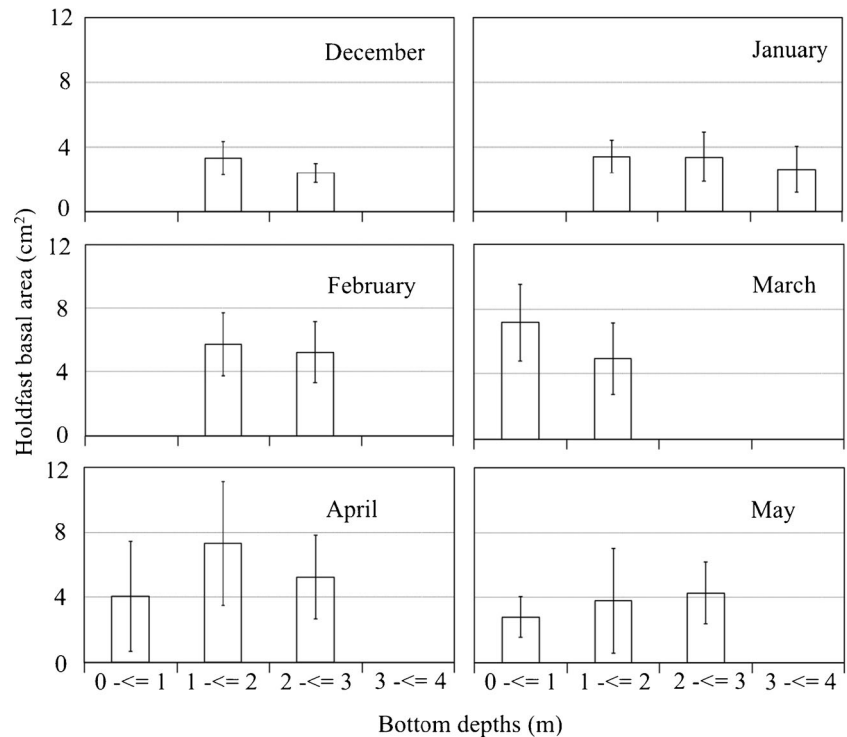 12
8
4
0
December
January
12
8
4
0
February
March
12
8
4
0
April
May
0 -<= 1 1 -<= 2 2 -<= 3 3 -<= 4
0 -<= 1 1 -<= 2 2 -<= 3 3 -<= 4
Holdfast basal area (cm²)
Bottom depths (m)